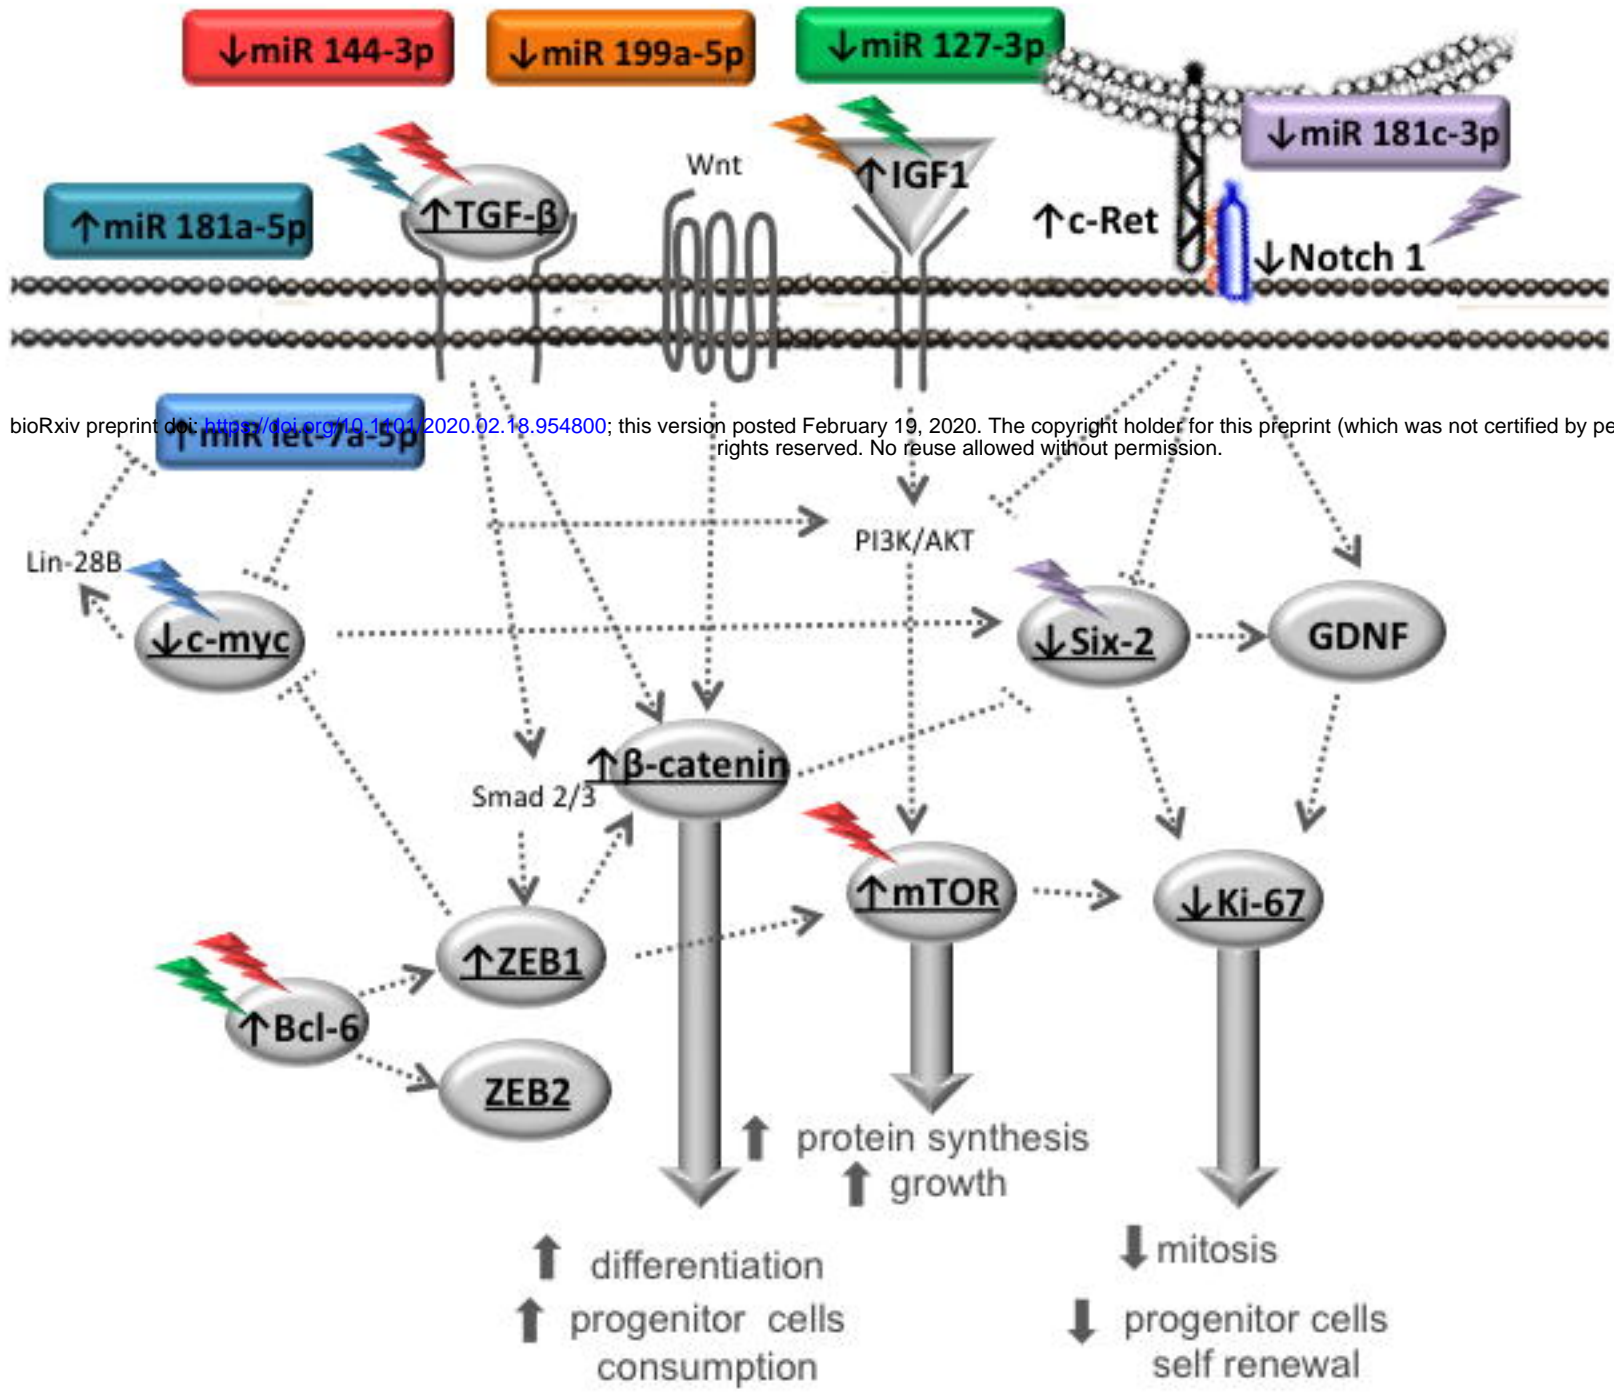 ↓miR 144-3p
↓miR 199a-5p
↓miR 127-3p
↓miR 181c-3p
Wnt
↑IGF1
↑miR 181a-5p
↑TGF-β
↑c-Ret
↓Notch 1
bioRxiv preprint doi: https://doi.org/10.1101/2020.02.18.954800; this version posted February 19, 2020. The copyright holder for this preprint (which was not certified by pe
rights reserved. No reuse allowed without permission.
↑miR let-7a-5p
Lin-28B
PI3K/AKT
↓c-myc
↓Six-2
GDNF
↑β-catenin
Smad 2/3
↑mTOR
↓Ki-67
↑ZEB1
↑Bcl-6
ZEB2
↑ protein synthesis
↑ growth
↑ differentiation
↑ progenitor cells
consumption
↓ mitosis
↓ progenitor cells
self renewal